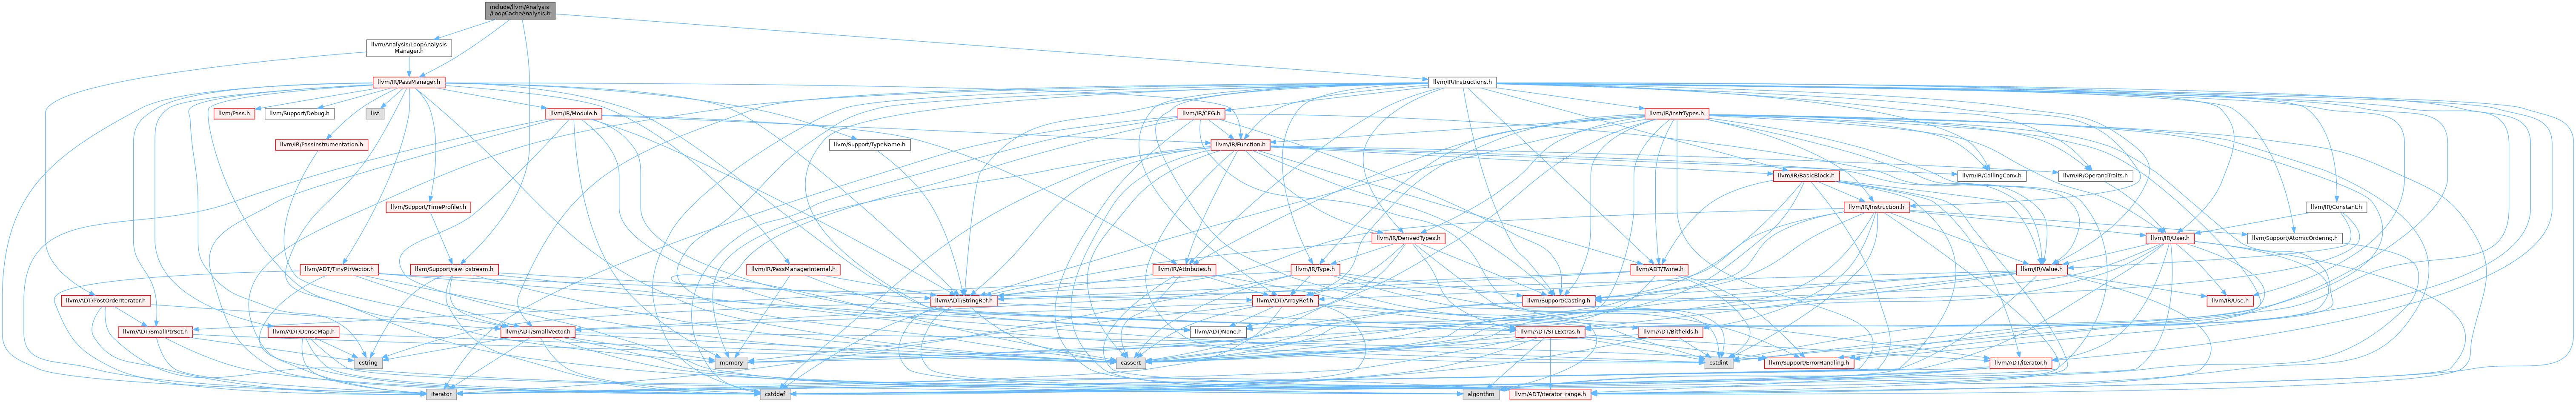 include/llvm/Analysis
/LoopCacheAnalysis.h
llvm/Analysis/LoopAnalysis
Manager.h
llvm/IR/PassManager.h
llvm/IR/Instructions.h
llvm/Pass.h
llvm/Support/Debug.h
list
llvm/IR/Module.h
llvm/IR/CFG.h
llvm/IR/InstrTypes.h
llvm/IR/PassInstrumentation.h
llvm/Support/TypeName.h
llvm/IR/Function.h
llvm/IR/BasicBlock.h
llvm/IR/CallingConv.h
llvm/IR/OperandTraits.h
llvm/Support/TimeProfiler.h
llvm/IR/Instruction.h
llvm/IR/Constant.h
llvm/IR/DerivedTypes.h
llvm/IR/User.h
llvm/Support/AtomicOrdering.h
llvm/ADT/TinyPtrVector.h
llvm/Support/raw_ostream.h
llvm/IR/PassManagerInternal.h
llvm/IR/Attributes.h
llvm/IR/Type.h
llvm/ADT/Twine.h
llvm/IR/Value.h
llvm/ADT/PostOrderIterator.h
llvm/ADT/StringRef.h
llvm/ADT/ArrayRef.h
llvm/Support/Casting.h
llvm/IR/Use.h
llvm/ADT/SmallPtrSet.h
llvm/ADT/DenseMap.h
llvm/ADT/SmallVector.h
llvm/ADT/None.h
llvm/ADT/STLExtras.h
llvm/ADT/Bitfields.h
cstring
memory
cassert
cstdint
llvm/Support/ErrorHandling.h
llvm/ADT/iterator.h
iterator
cstddef
algorithm
llvm/ADT/iterator_range.h